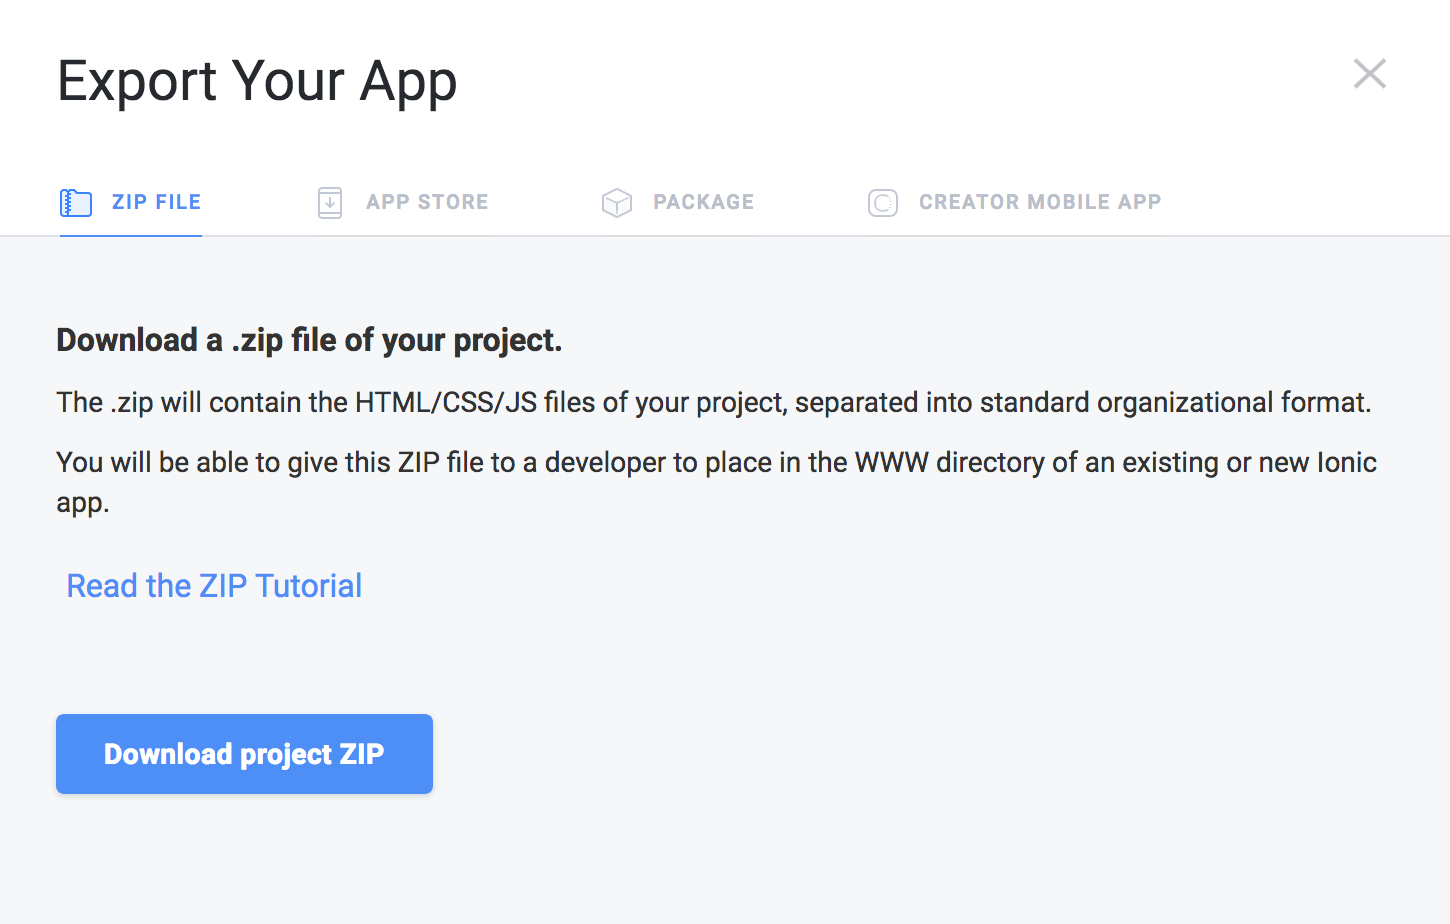 Export Your App
ZIP FILE
APP STORE
PACKAGE
CREATOR MOBILE APP
Download a .zip file of your project.
The .zip will contain the HTML/CSS/JS files of your project, separated into standard organizational format.
You will be able to give this ZIP file to a developer to place in the WWW directory of an existing or new Ionic
app.
Read the ZIP Tutorial
Download project ZIP